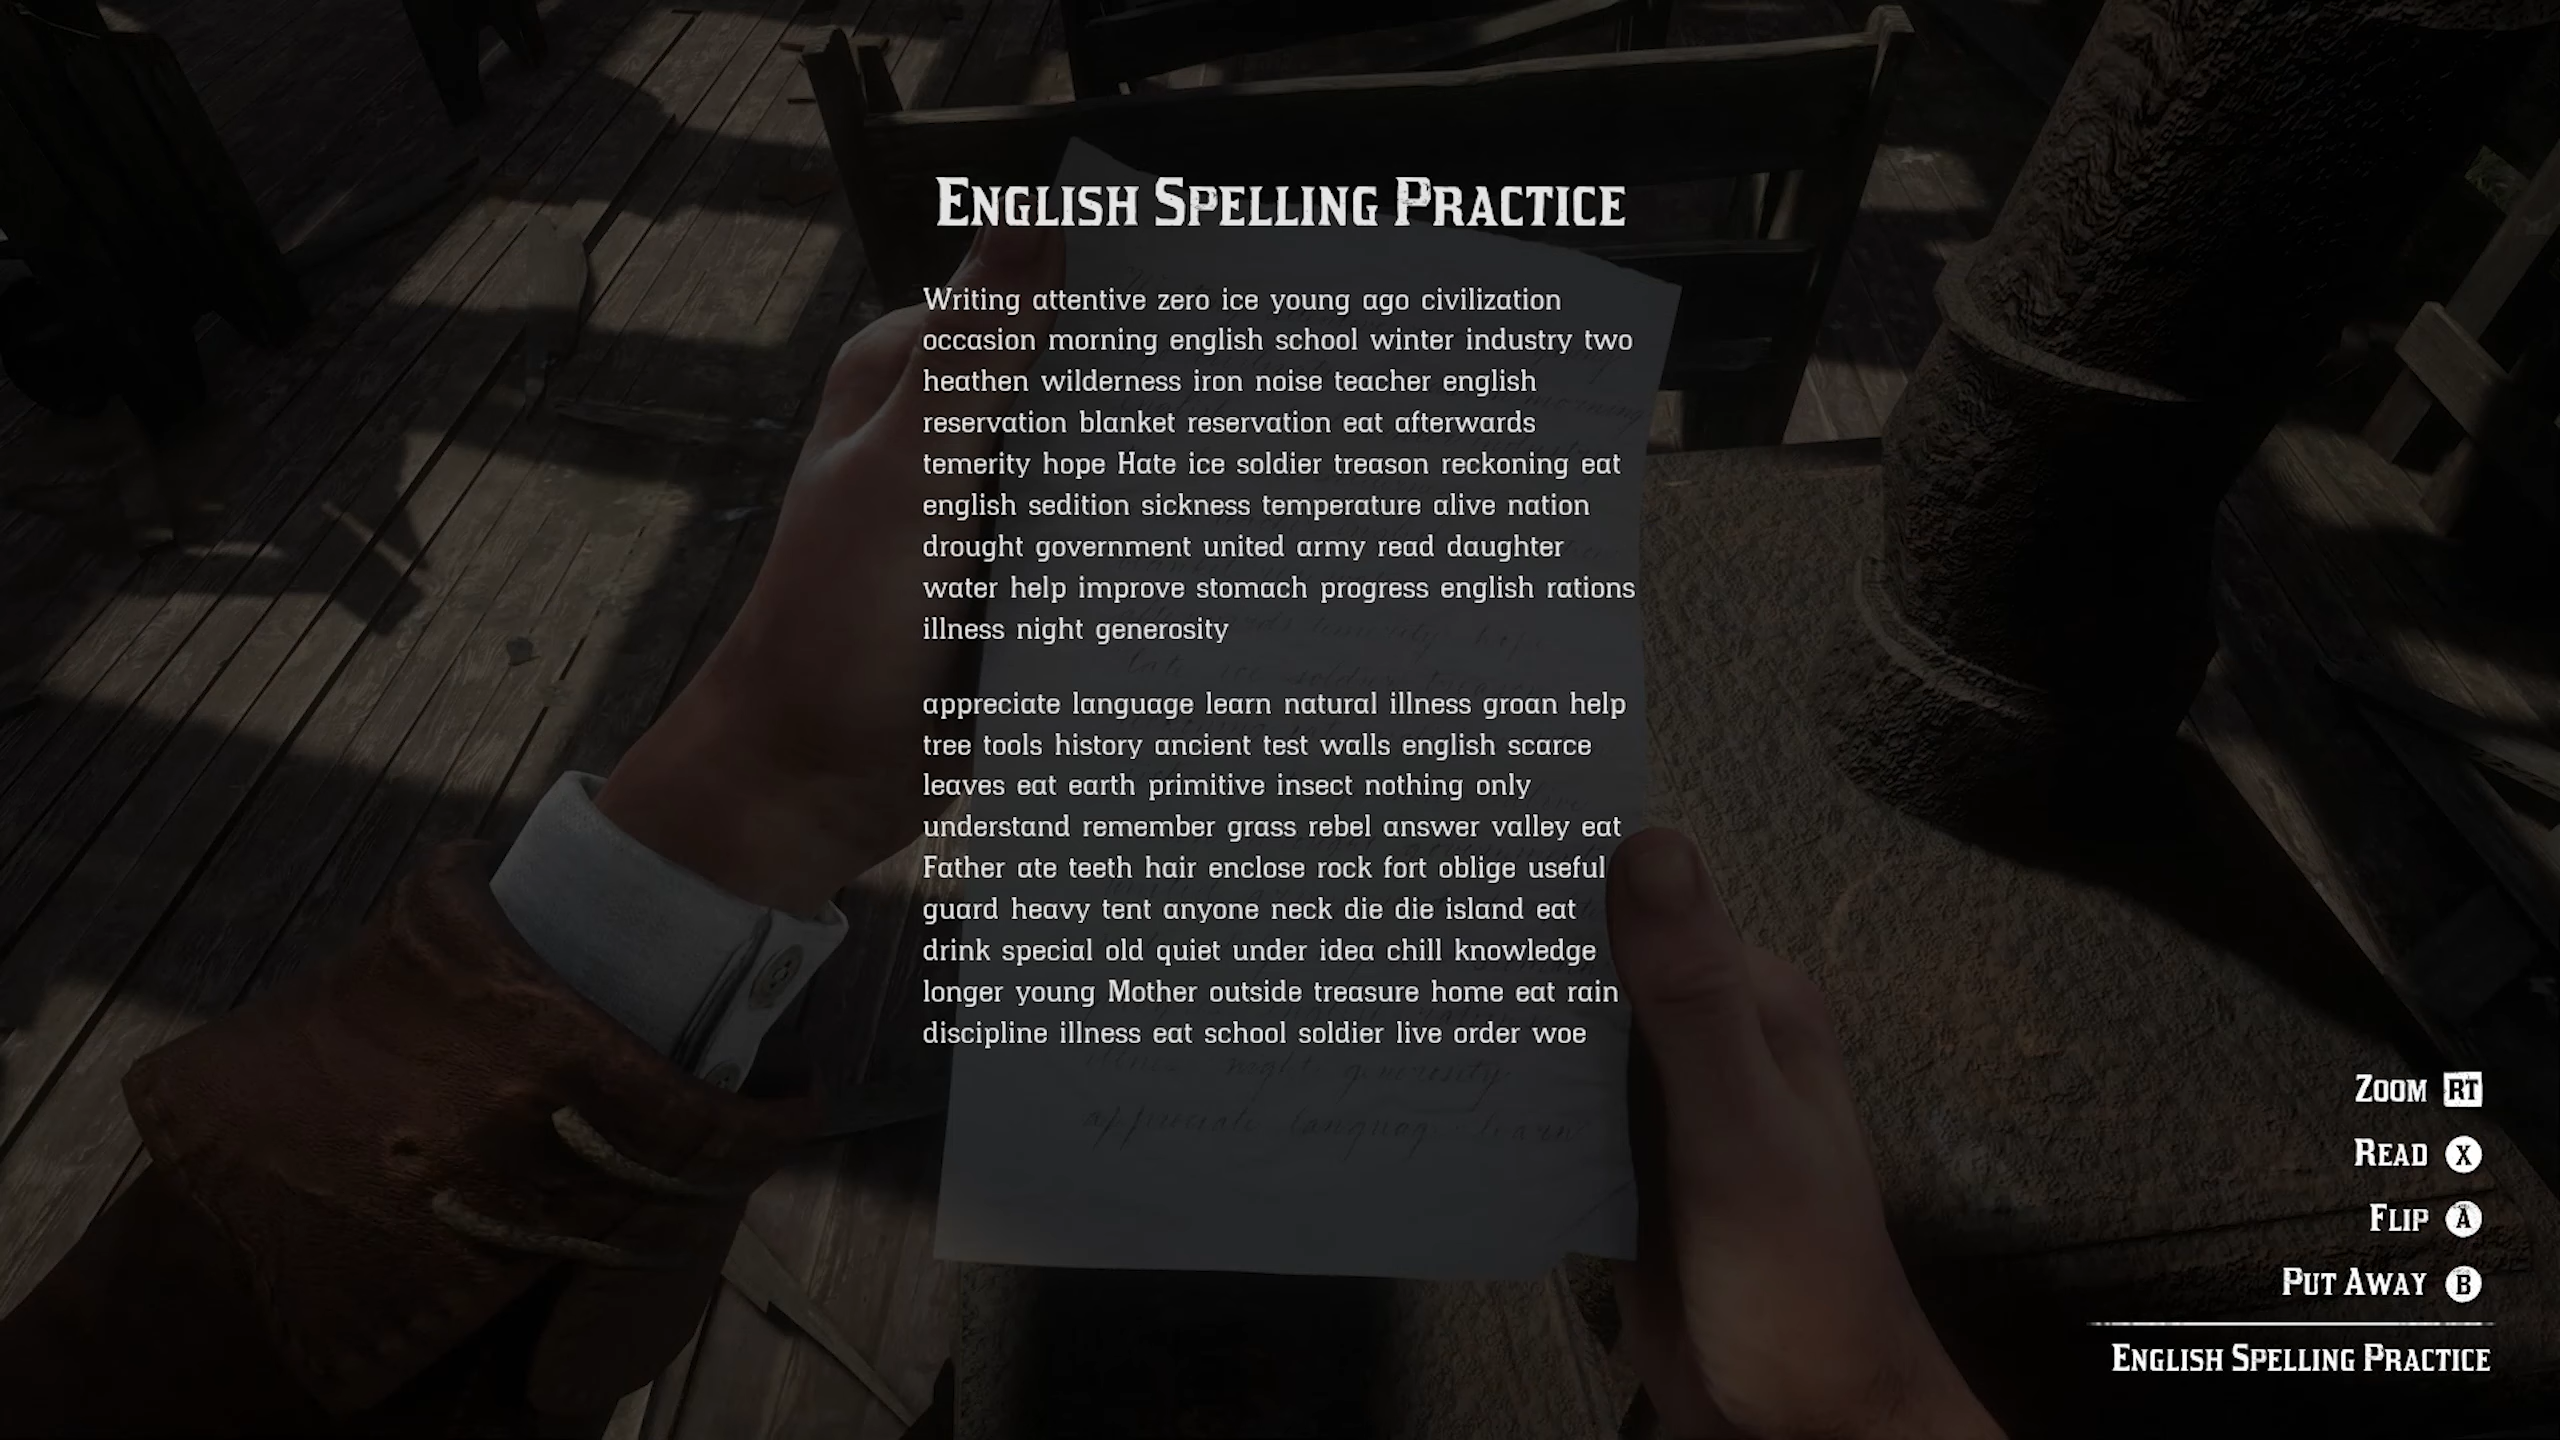 ENGLISH SPELLING PRACTICE
Writing attentive zero ice young ago civilization
occasion morning english school winter industry two
heathen wilderness iron noise teacher english
reservation blanket reservation eat afterwards
temerity hope Hate ice soldier treason reckoning eat
english sedition sickness temperature alive nation
drought government united army read daughter
water help improve stomach progress english rations
illness night generosity
appreciate language learn natural illness groan help
tree tools history ancient test walls english scarce
leaves eat earth primitive insect nothing only
understand remember grass rebel answer valley eat
Father ate teeth hair enclose rock fort oblige useful
guard heavy tent anyone neck die die island eat
drink special old quiet under idea chill knowledge
longer young Mother outside treasure home eat rain
discipline illness eat school soldier live order woe
illness night generosity
appreciate language learn
ZOOM RT
READ X
FLIP A
PUT AWAY B
ENGLISH SPELLING PRACTICE